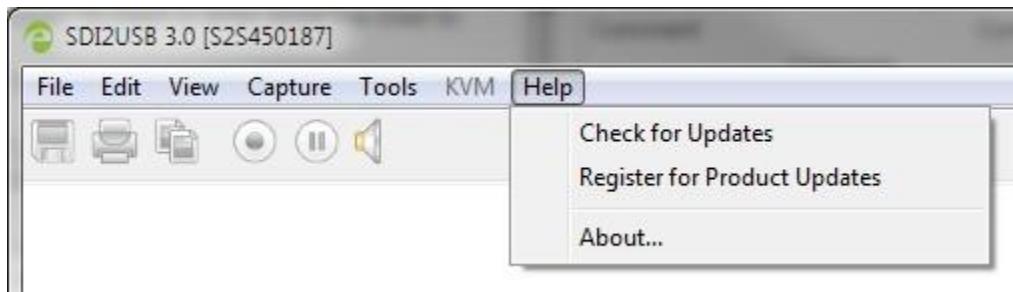 SDI2USB 3.0 [S2S450187]
File Edit View Capture Tools KVM Help
Check for Updates
Register for Product Updates
About...